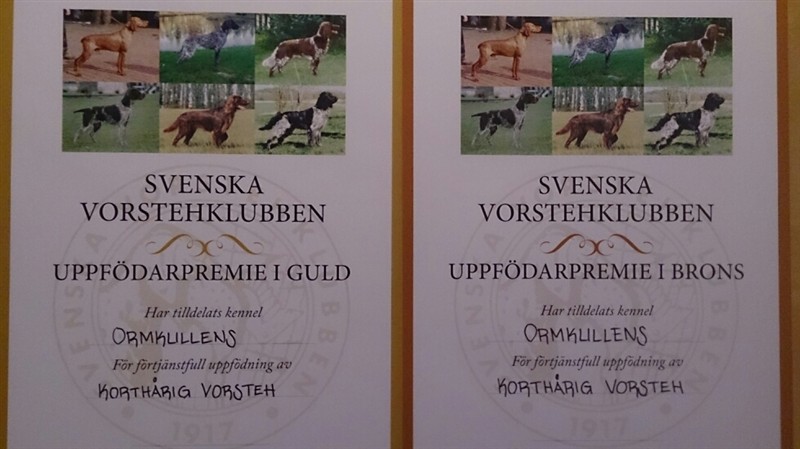 SVENSKA
VORSTEHKLUBBEN
UPPFÖDARPREMIE I GULD
Har tilldelats kennel
ORMKULLENS
För förtjänstfull uppfödning av
KORTHÅRIG VORSTEH
1917
SVENSKA
VORSTEHKLUBBEN
UPPFÖDARPREMIE I BRONS
Har tilldelats kennel
ORMKULLENS
För förtjänstfull uppfödning av
KORTHÅRIG VORSTEH
1917